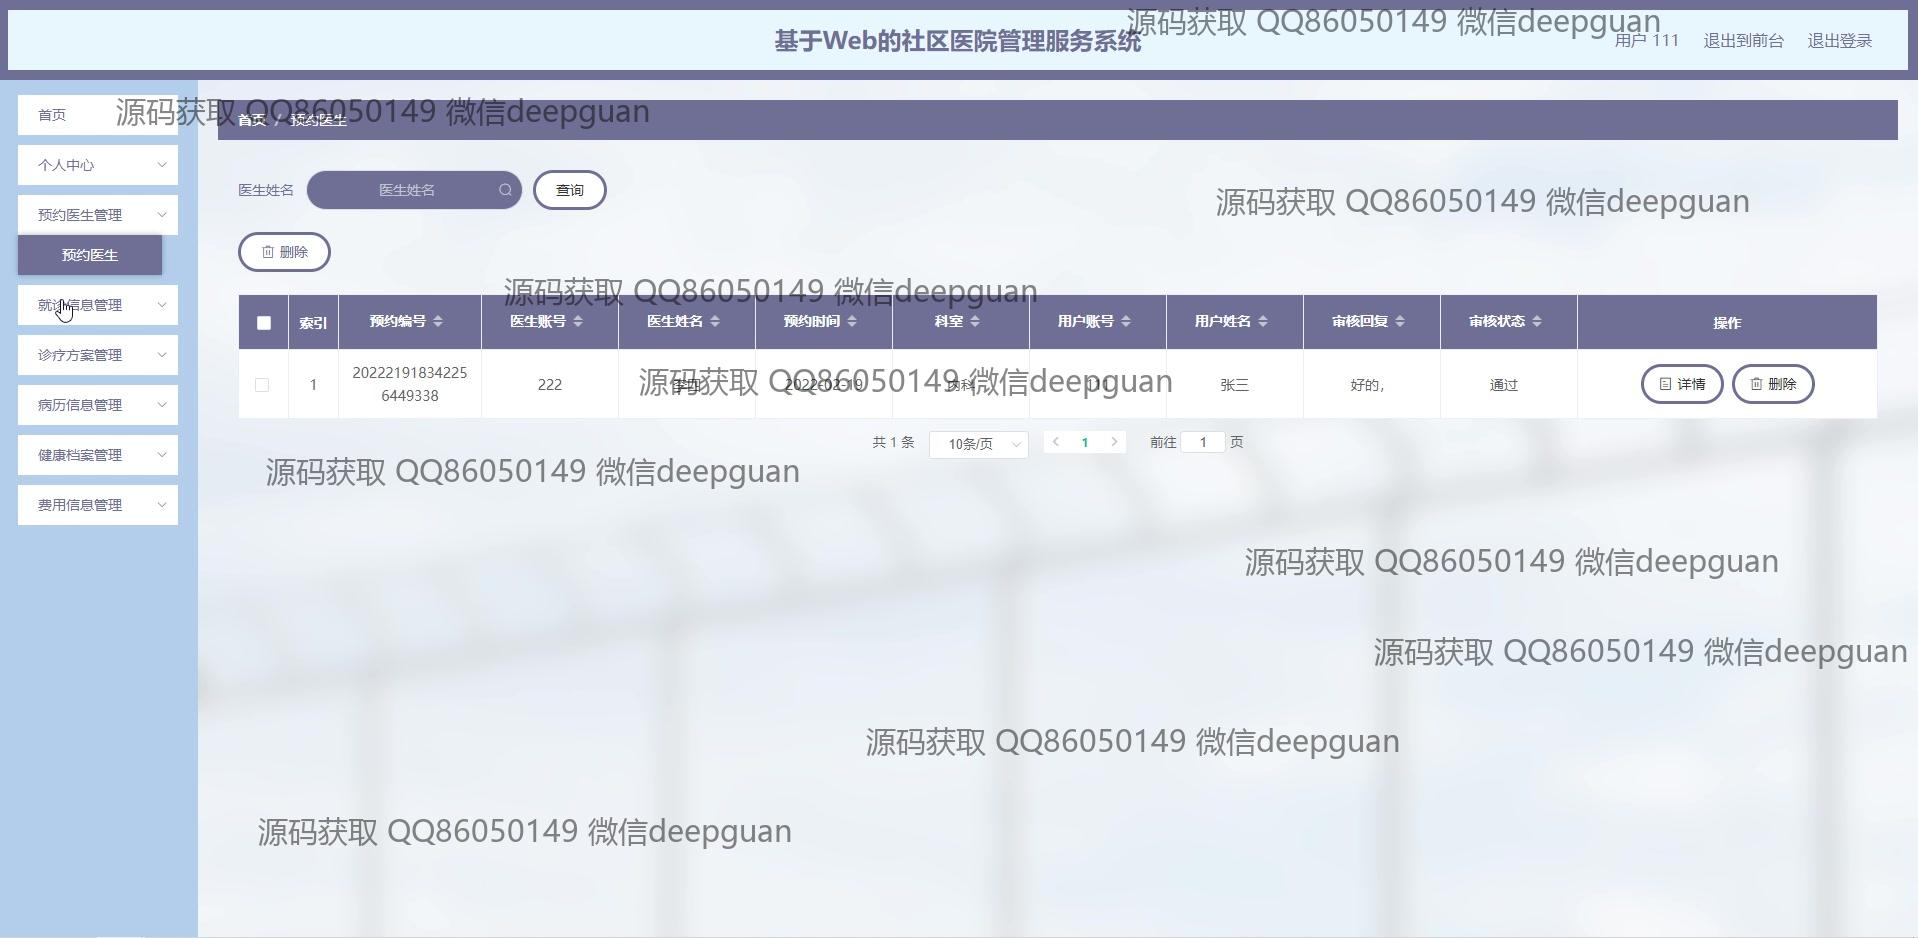 源码获取 QQ86050149 微信deepguan
基于Web的社区医院管理服务系统
用户 111 退出到前台 退出登录
首页
源码获取 QQ86050149 微信deepguan
首页 / 预约医生
个人中心
预约医生管理
预约医生
就诊信息管理
诊疗方案管理
病历信息管理
健康档案管理
费用信息管理
医生姓名 医生姓名 查询
源码获取 QQ86050149 微信deepguan
删除
源码获取 QQ86050149 微信deepguan
索引 预约编号 医生账号 医生姓名 预约时间 科室 用户账号 用户姓名 审核回复 审核状态 操作
1 202221918342256449338 222 李四 2022-02-19 内科 111 张三 好的, 通过 详情 删除
源码获取 QQ86050149 微信deepguan
共 1 条 10条/页 1 前往 1 页
源码获取 QQ86050149 微信deepguan
源码获取 QQ86050149 微信deepguan
源码获取 QQ86050149 微信deepguan
源码获取 QQ86050149 微信deepguan
源码获取 QQ86050149 微信deepguan